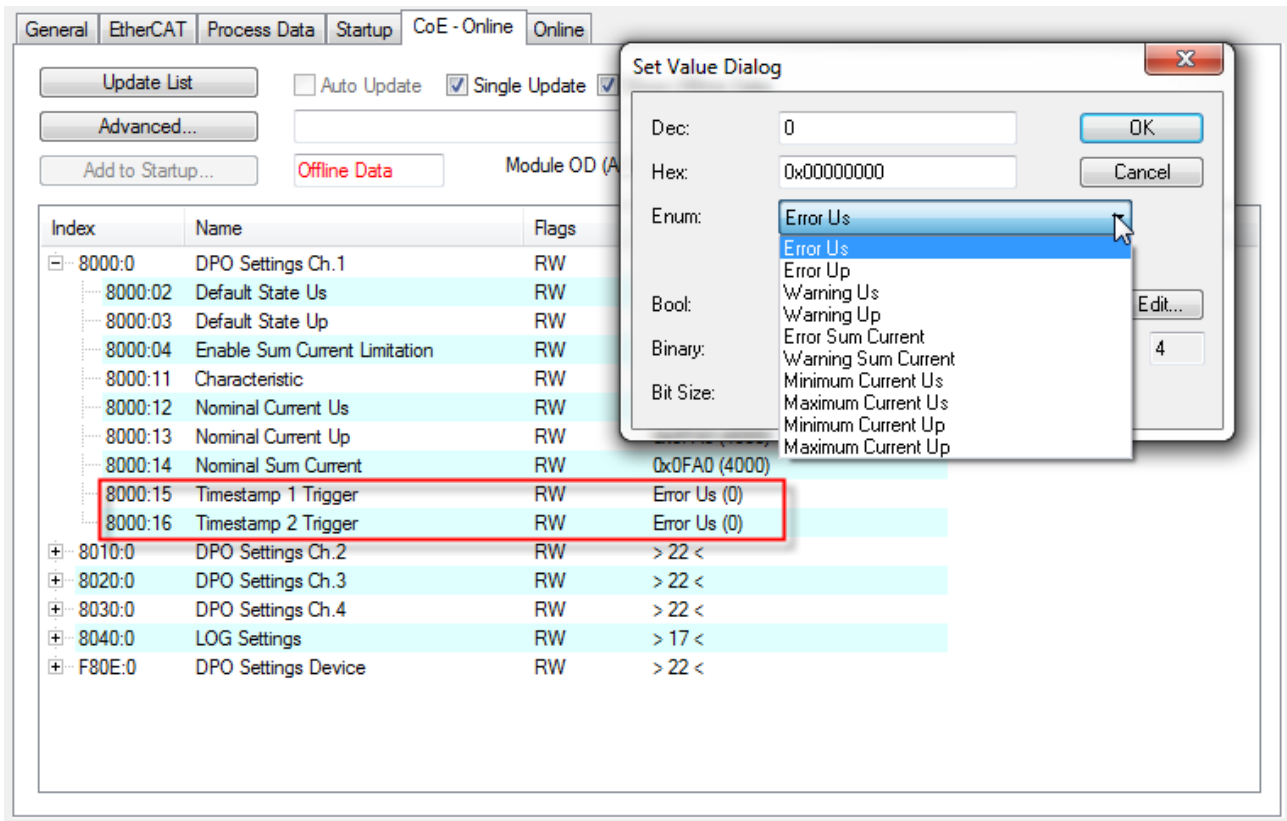 General EtherCAT Process Data Startup CoE - Online Online
Update List Auto Update Single Update
Advanced...
Add to Startup... Offline Data Module OD (A
Set Value Dialog
Dec: 0 OK
Hex: 0x00000000 Cancel
Enum: Error Us
Error Us
Error Up
Warning Us
Warning Up
Error Sum Current
Warning Sum Current
Minimum Current Us
Maximum Current Us
Minimum Current Up
Maximum Current Up
Bool: Edit...
Binary: 4
Bit Size:
Index Name Flags
8000:0 DPO Settings Ch.1 RW
8000:02 Default State Us RW
8000:03 Default State Up RW
8000:04 Enable Sum Current Limitation RW
8000:11 Characteristic RW
8000:12 Nominal Current Us RW
8000:13 Nominal Current Up RW
8000:14 Nominal Sum Current RW 0x0FA0 (4000)
8000:15 Timestamp 1 Trigger RW Error Us (0)
8000:16 Timestamp 2 Trigger RW Error Us (0)
8010:0 DPO Settings Ch.2 RW > 22 <
8020:0 DPO Settings Ch.3 RW > 22 <
8030:0 DPO Settings Ch.4 RW > 22 <
8040:0 LOG Settings RW > 17 <
F80E:0 DPO Settings Device RW > 22 <